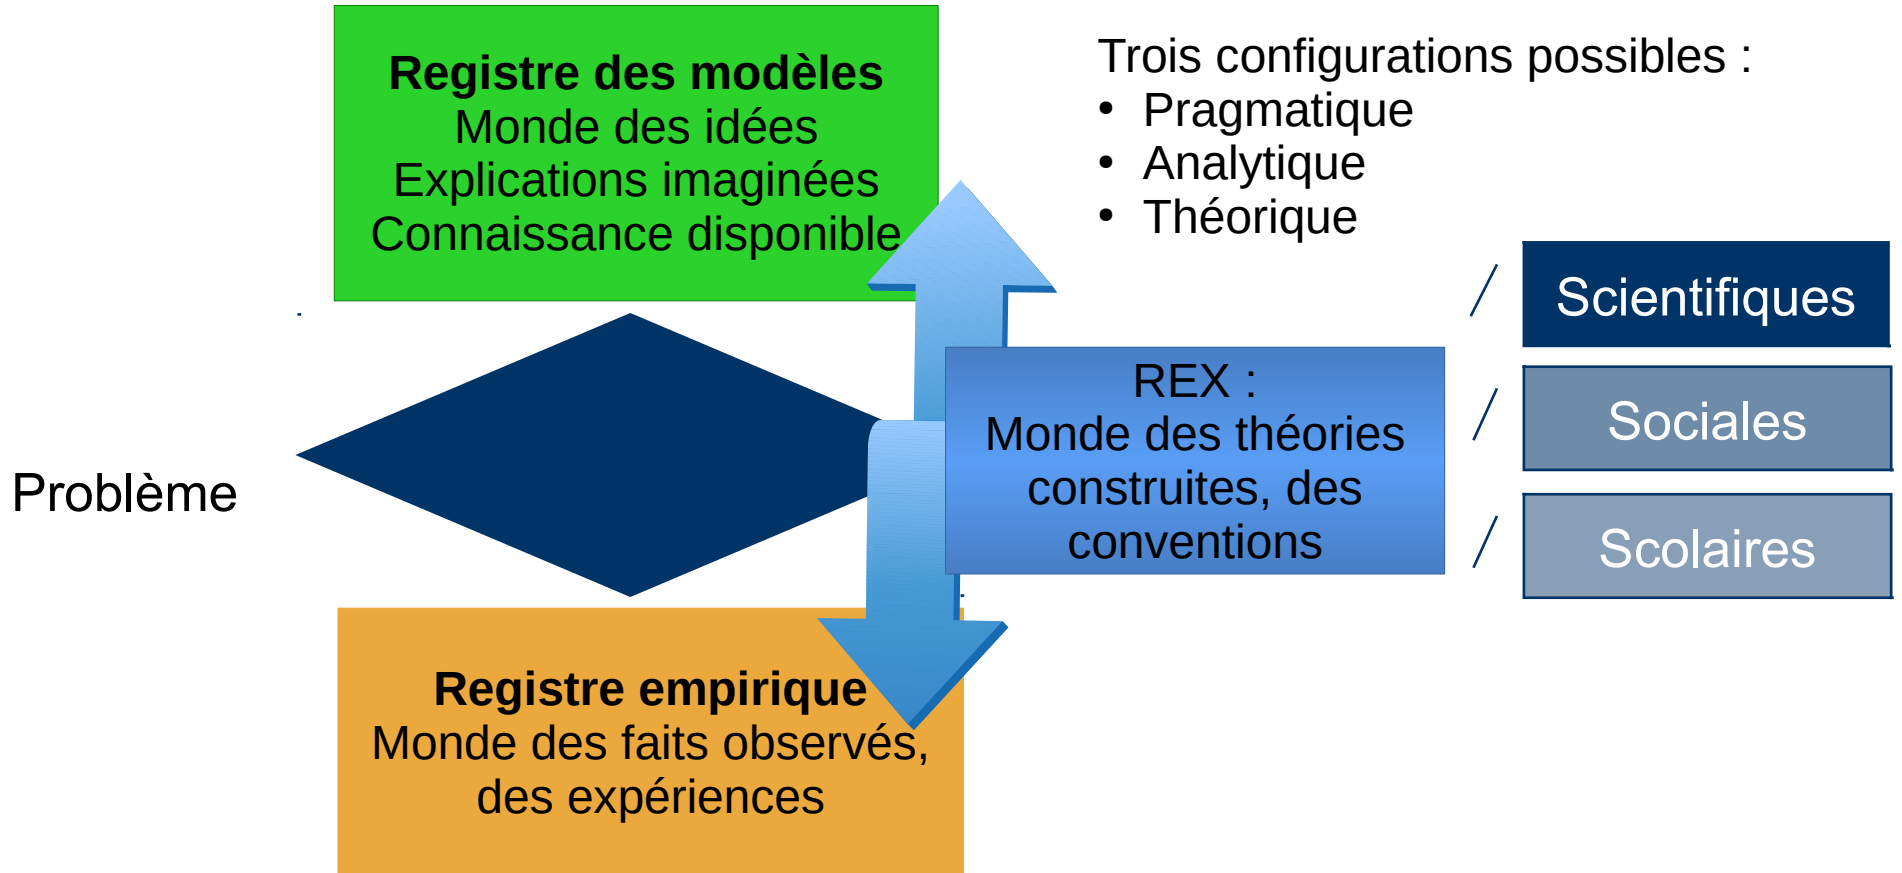 Registre des modèles
Monde des idées
Explications imaginées
Connaissance disponible
Trois configurations possibles :
• Pragmatique
• Analytique
• Théorique
Problème
REX :
Monde des théories
construites, des
conventions
/ Scientifiques
/ Sociales
/ Scolaires
Registre empirique
Monde des faits observés,
des expériences